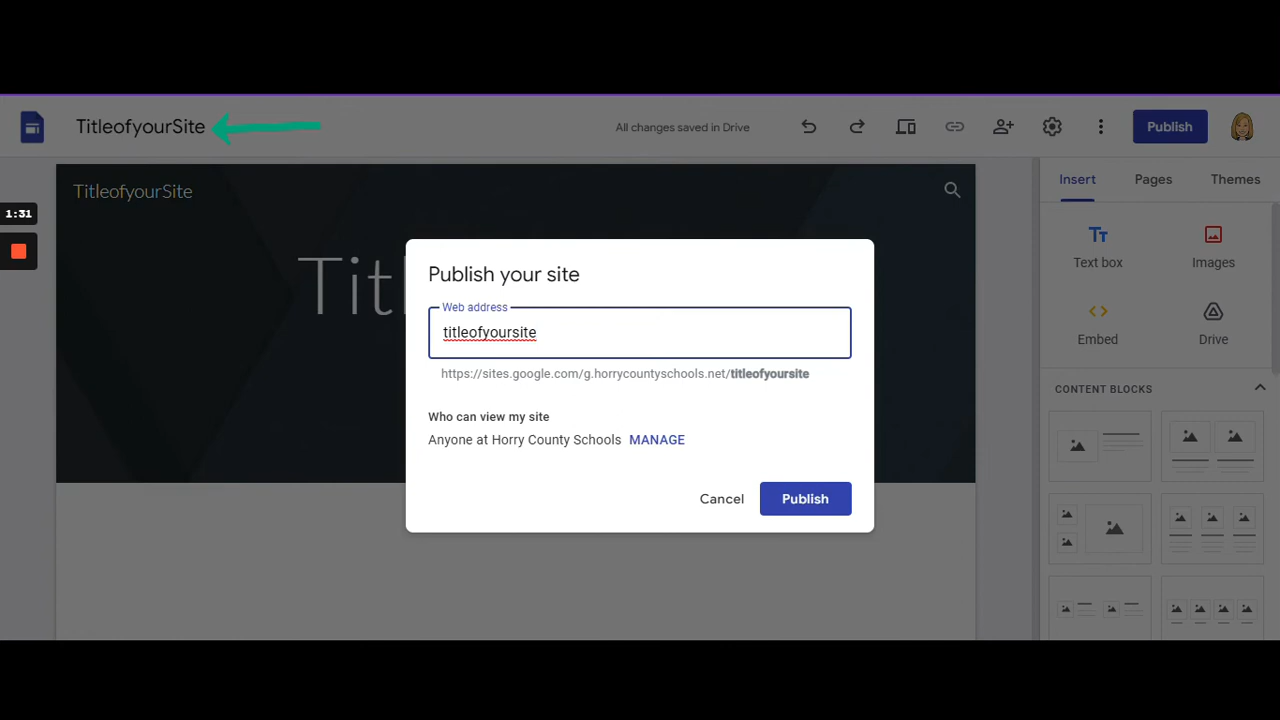 TitleofyourSite
All changes saved in Drive
Publish
TitleofyourSite
Insert
Pages
Themes
1:31
Titl
Text box
Images
Embed
Drive
CONTENT BLOCKS
Publish your site
Web address
titleofyoursite
https://sites.google.com/g.horrycountyschools.net/titleofyoursite
Who can view my site
Anyone at Horry County Schools MANAGE
Cancel
Publish